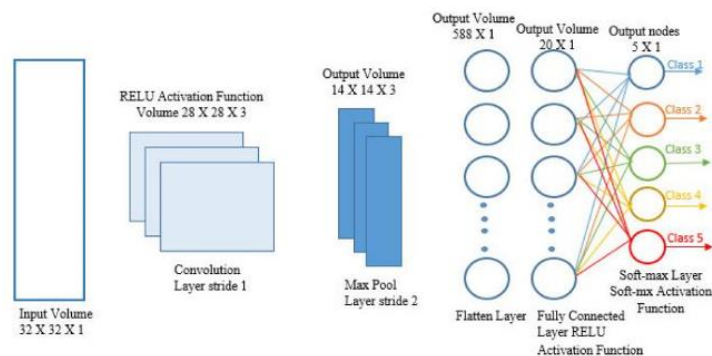 Input Volume
32 X 32 X 1
RELU Activation Function
Volume 28 X 28 X 3
Convolution
Layer stride 1
Output Volume
14 X 14 X 3
Max Pool
Layer stride 2
Output Volume
588 X 1
Flatten Layer
Output Volume
20 X 1
Fully Connected
Layer RELU
Activation Function
Output nodes
5 X 1
Class 1
Class 2
Class 3
Class 4
Class 5
Soft-max Layer
Soft-mx Activation
Function